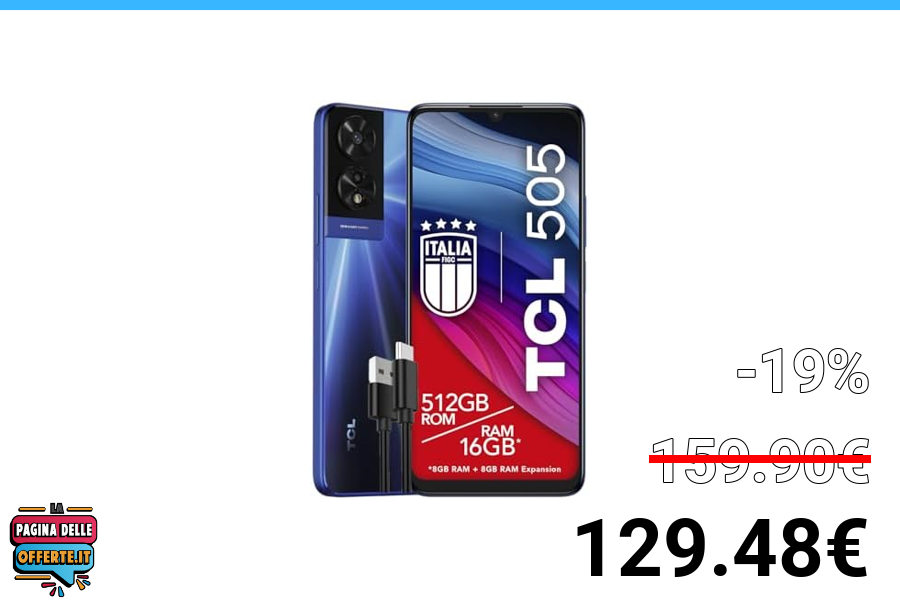 TCL 505
ITALIA
FIGC
512GB
ROM
RAM
16GB*
*8GB RAM + 8GB RAM Expansion
TCL
-19%
159.90€
129.48€
LA
PAGINA DELLE
OFFERTE.IT